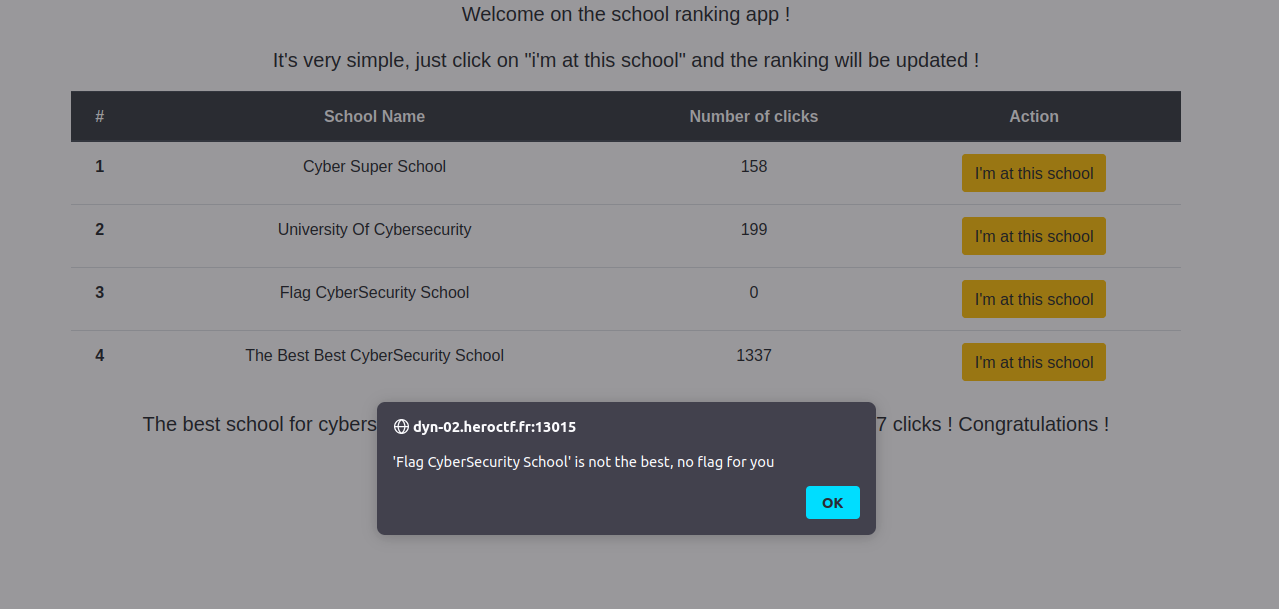 Welcome on the school ranking app !
It's very simple, just click on "i'm at this school" and the ranking will be updated !
# School Name Number of clicks Action
1 Cyber Super School 158 I'm at this school
2 University Of Cybersecurity 199 I'm at this school
3 Flag CyberSecurity School 0 I'm at this school
4 The Best Best CyberSecurity School 1337 I'm at this school
The best school for cybers 7 clicks ! Congratulations !
dyn-02.heroctf.fr:13015
'Flag CyberSecurity School' is not the best, no flag for you
OK